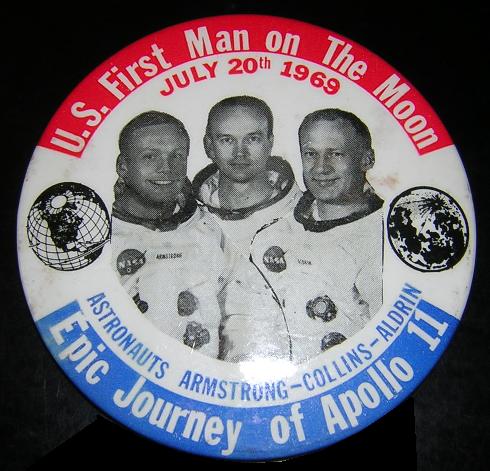 U.S. First Man on The Moon
JULY 20th 1969
NASA
ARMSTRONG
NASA
ASTRONAUTS ARMSTRONG–COLLINS–ALDRIN
Epic Journey of Apollo 11